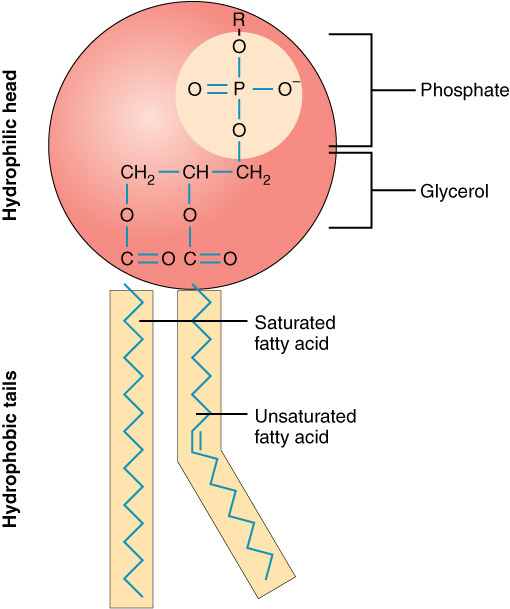 R
O
O P O−
O
CH2 CH CH2
O O
C O C O
Phosphate
Glycerol
Hydrophilic head
Saturated
fatty acid
Unsaturated
fatty acid
Hydrophobic tails